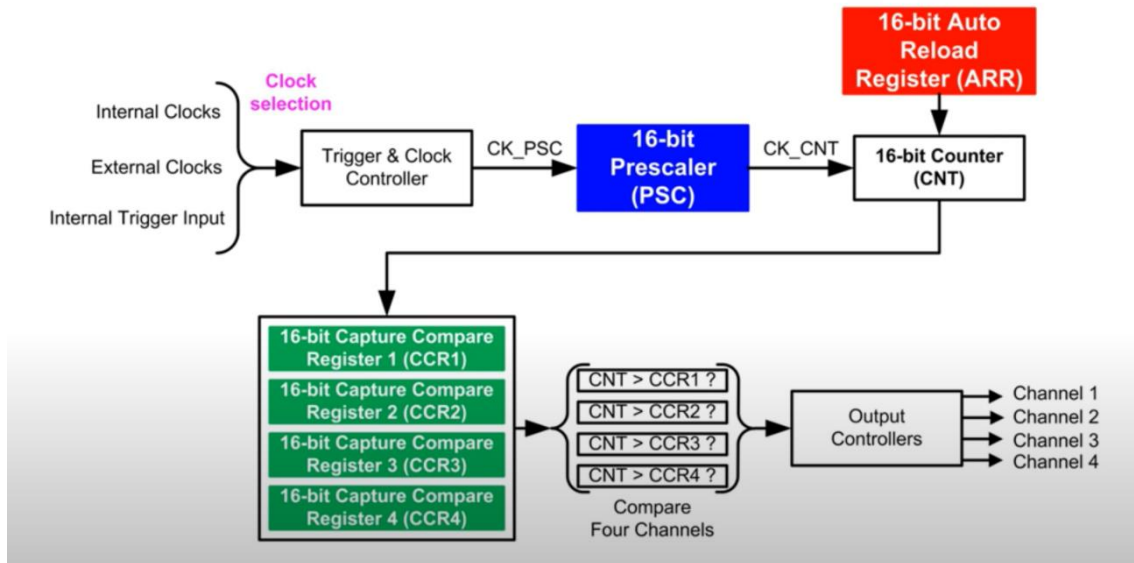 16-bit Auto
Reload
Register (ARR)
Clock
selection
Internal Clocks
External Clocks
Internal Trigger Input
Trigger & Clock
Controller
CK_PSC
16-bit
Prescaler
(PSC)
CK_CNT
16-bit Counter
(CNT)
16-bit Capture Compare
Register 1 (CCR1)
16-bit Capture Compare
Register 2 (CCR2)
16-bit Capture Compare
Register 3 (CCR3)
16-bit Capture Compare
Register 4 (CCR4)
CNT > CCR1 ?
CNT > CCR2 ?
CNT > CCR3 ?
CNT > CCR4 ?
Compare
Four Channels
Output
Controllers
Channel 1
Channel 2
Channel 3
Channel 4